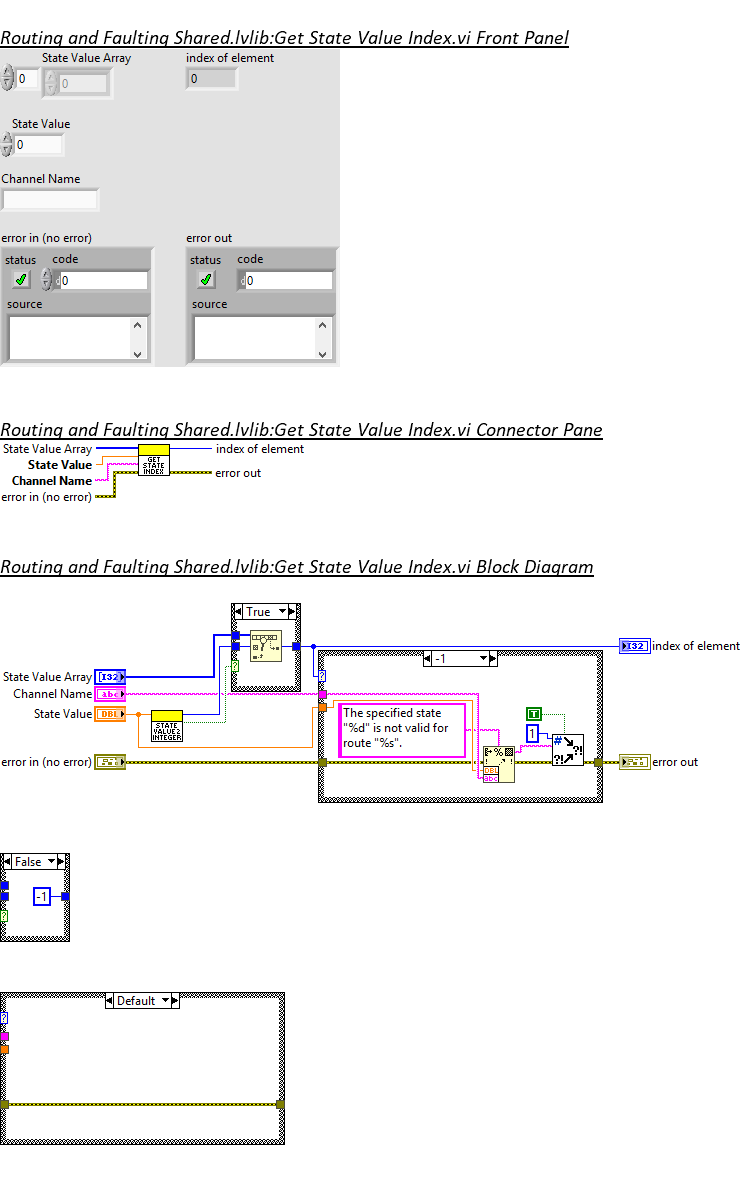 Routing and Faulting Shared.lvlib:Get State Value Index.vi Front Panel
State Value Array
index of element
0
0
0
State Value
0
Channel Name
error in (no error)
error out
status
code
status
code
0
0
source
source
Routing and Faulting Shared.lvlib:Get State Value Index.vi Connector Pane
State Value Array
index of element
State Value
GET
STATE
INDEX
Channel Name
error out
error in (no error)
Routing and Faulting Shared.lvlib:Get State Value Index.vi Block Diagram
True
I32
index of element
-1
State Value Array
[I32]
Channel Name
abc
State Value
DBL
STATE
VALUE2
INTEGER
The specified state
"%d" is not valid for
route "%s".
T
1
%
#
?!
?!
DBL
abc
error in (no error)
error out
False
-1
Default